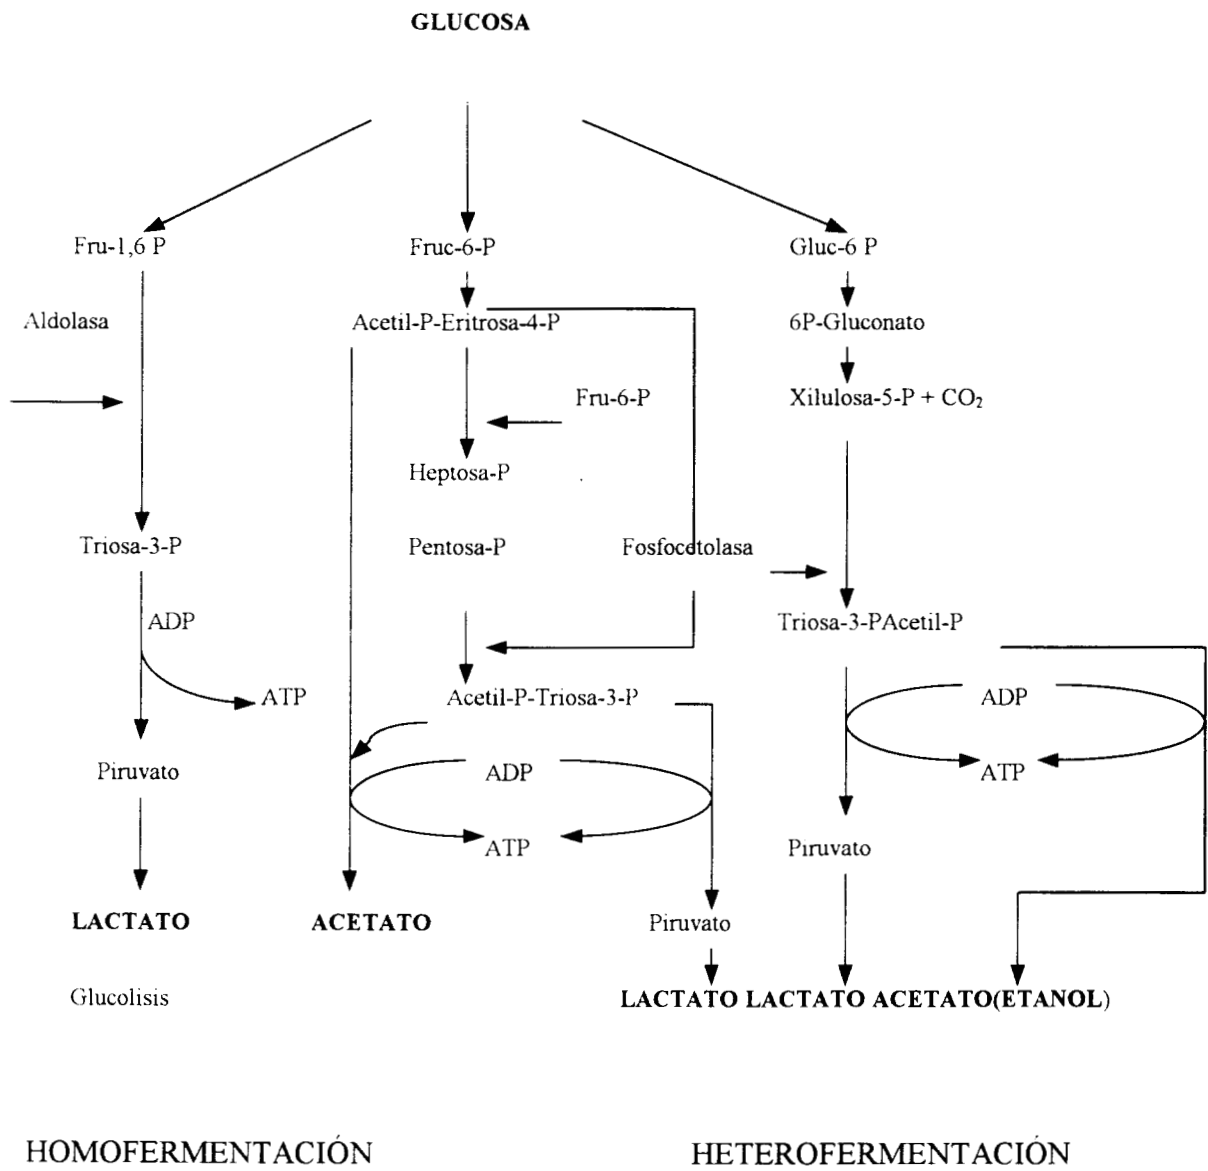 GLUCOSA
Fru-1,6 P Fruc-6-P Gluc-6 P
Aldolasa Acetil-P-Eritrosa-4-P 6P-Gluconato
Fru-6-P Xilulosa-5-P + CO₂
Heptosa-P
Triosa-3-P Pentosa-P Fosfocetolasa
ADP Triosa-3-PAcetil-P
ATP Acetil-P-Triosa-3-P ADP
Piruvato ADP ATP
ATP Piruvato
LACTATO ACETATO Piruvato
Glucolisis LACTATO LACTATO ACETATO(ETANOL)
HOMOFERMENTACIÓN HETEROFERMENTACIÓN